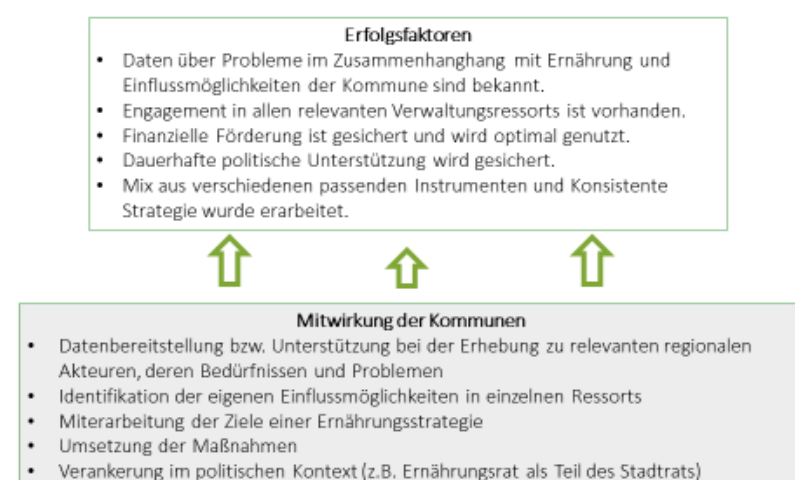 Erfolgsfaktoren
• Daten über Probleme im Zusammenhanghang mit Ernährung und
Einflussmöglichkeiten der Kommune sind bekannt.
• Engagement in allen relevanten Verwaltungsressorts ist vorhanden.
• Finanzielle Förderung ist gesichert und wird optimal genutzt.
• Dauerhafte politische Unterstützung wird gesichert.
• Mix aus verschiedenen passenden Instrumenten und Konsistente
Strategie wurde erarbeitet.
Mitwirkung der Kommunen
• Datenbereitstellung bzw. Unterstützung bei der Erhebung zu relevanten regionalen
Akteuren, deren Bedürfnissen und Problemen
• Identifikation der eigenen Einflussmöglichkeiten in einzelnen Ressorts
• Miterarbeitung der Ziele einer Ernährungsstrategie
• Umsetzung der Maßnahmen
• Verankerung im politischen Kontext (z.B. Ernährungsrat als Teil des Stadtrats)